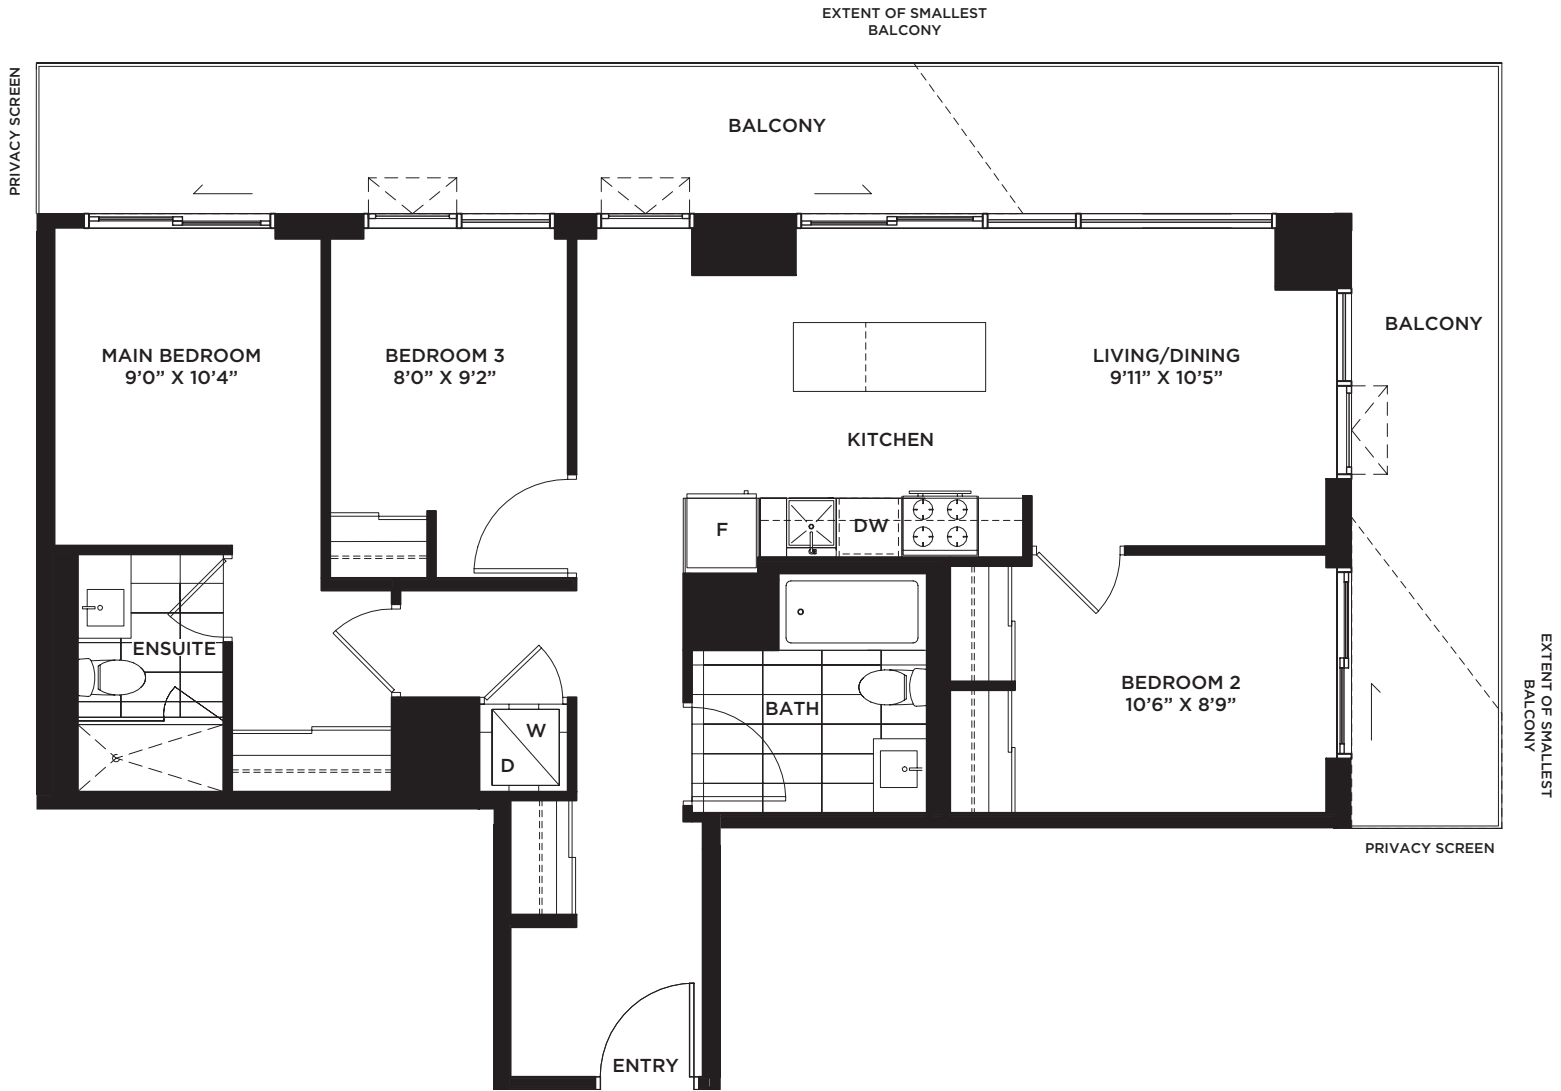 EXTENT OF SMALLEST
BALCONY
PRIVACY SCREEN
BALCONY
BALCONY
MAIN BEDROOM
9’0” X 10’4”
BEDROOM 3
8’0” X 9’2”
LIVING/DINING
9’11” X 10’5”
KITCHEN
F
DW
ENSUITE
BEDROOM 2
10’6” X 8’9”
BATH
W
D
EXTENT OF SMALLEST
BALCONY
PRIVACY SCREEN
ENTRY